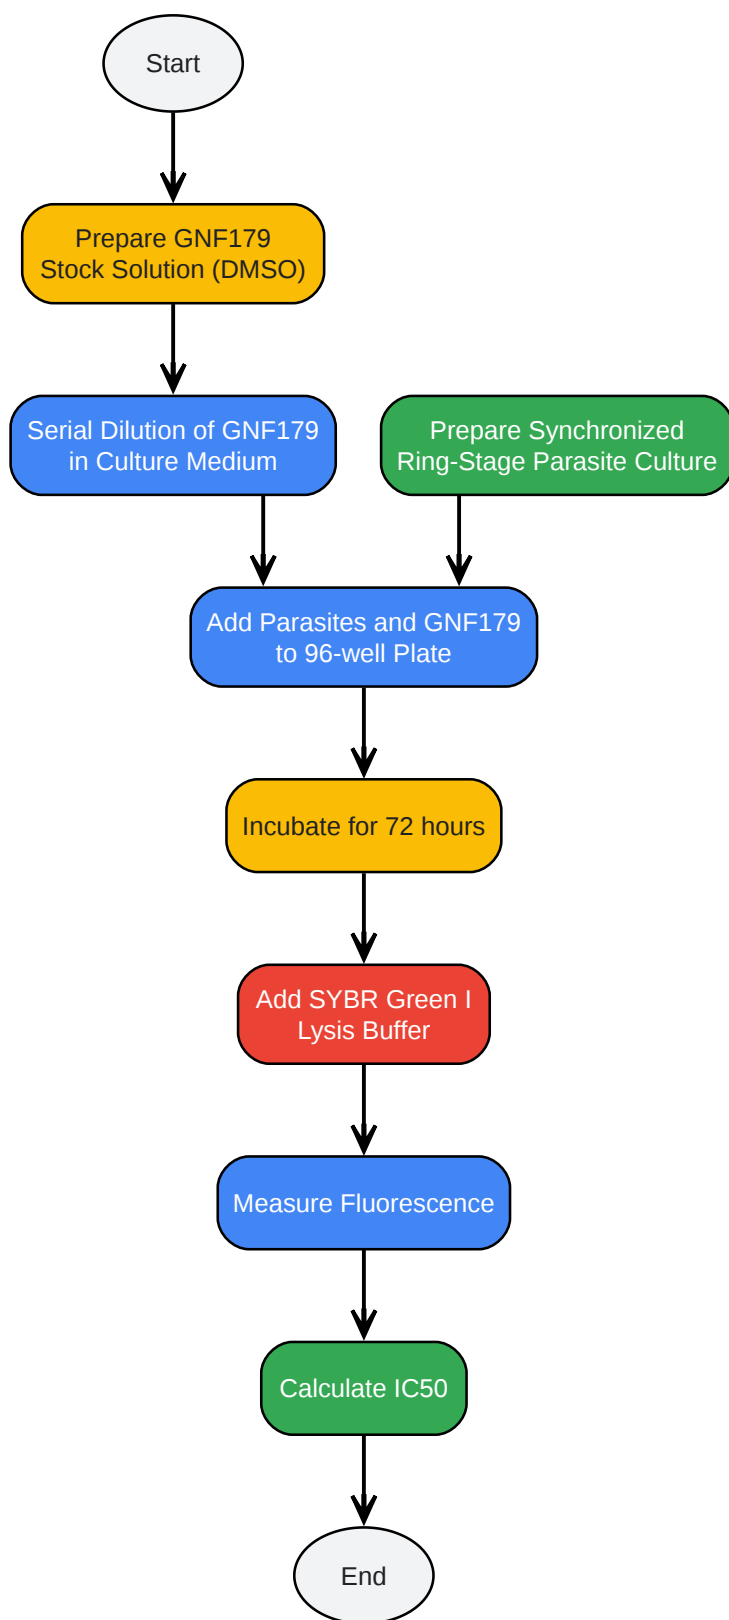 Start
Prepare GNF179
Stock Solution (DMSO)
Serial Dilution of GNF179
in Culture Medium
Prepare Synchronized
Ring-Stage Parasite Culture
Add Parasites and GNF179
to 96-well Plate
Incubate for 72 hours
Add SYBR Green I
Lysis Buffer
Measure Fluorescence
Calculate IC50
End